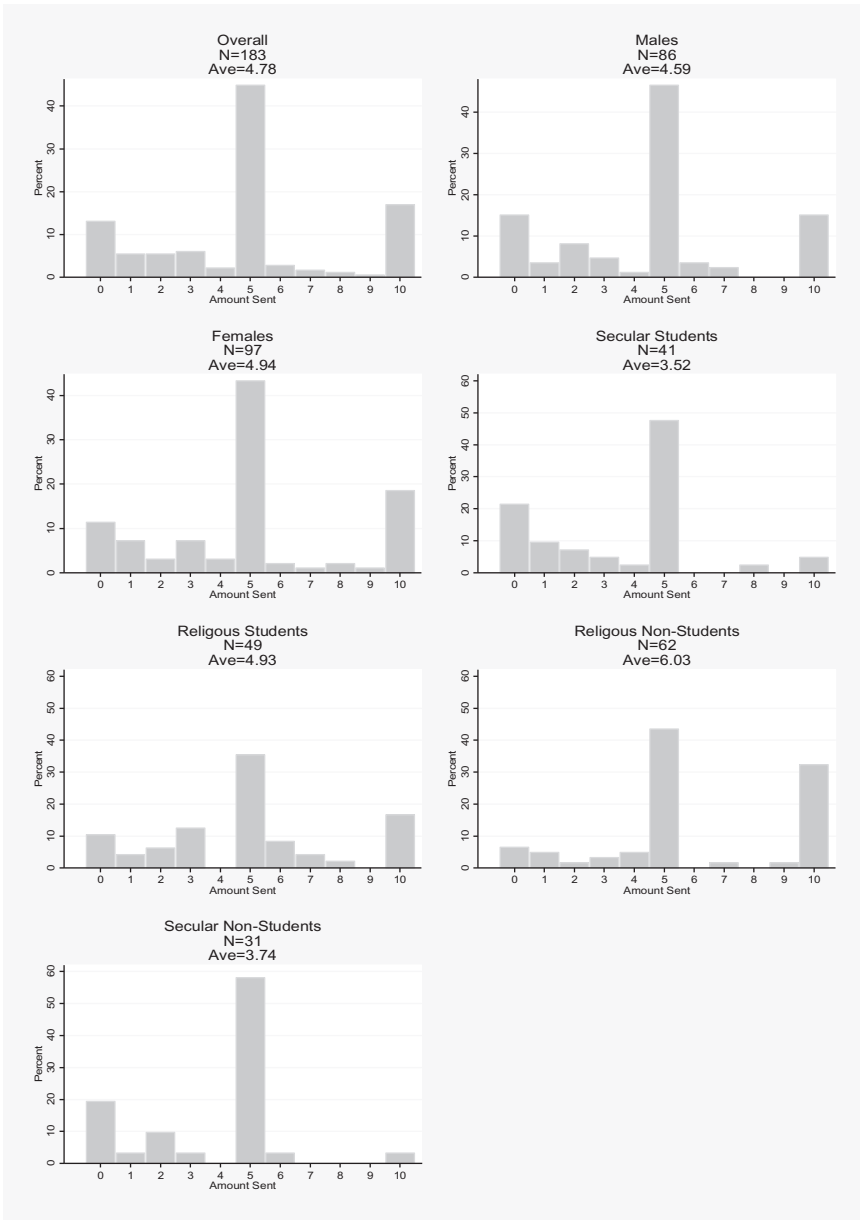 Overall
N=183
Ave=4.78
Percent
40
30
20
10
0
0 1 2 3 4 5 6 7 8 9 10
Amount Sent
Males
N=86
Ave=4.59
Percent
40
30
20
10
0
0 1 2 3 4 5 6 7 8 9 10
Amount Sent
Females
N=97
Ave=4.94
Percent
40
30
20
10
0
0 1 2 3 4 5 6 7 8 9 10
Amount Sent
Secular Students
N=41
Ave=3.52
Percent
60
50
40
30
20
10
0
0 1 2 3 4 5 6 7 8 9 10
Amount Sent
Religous Students
N=49
Ave=4.93
Percent
60
50
40
30
20
10
0
0 1 2 3 4 5 6 7 8 9 10
Amount Sent
Religous Non-Students
N=62
Ave=6.03
Percent
60
50
40
30
20
10
0
0 1 2 3 4 5 6 7 8 9 10
Amount Sent
Secular Non-Students
N=31
Ave=3.74
Percent
60
50
40
30
20
10
0
0 1 2 3 4 5 6 7 8 9 10
Amount Sent